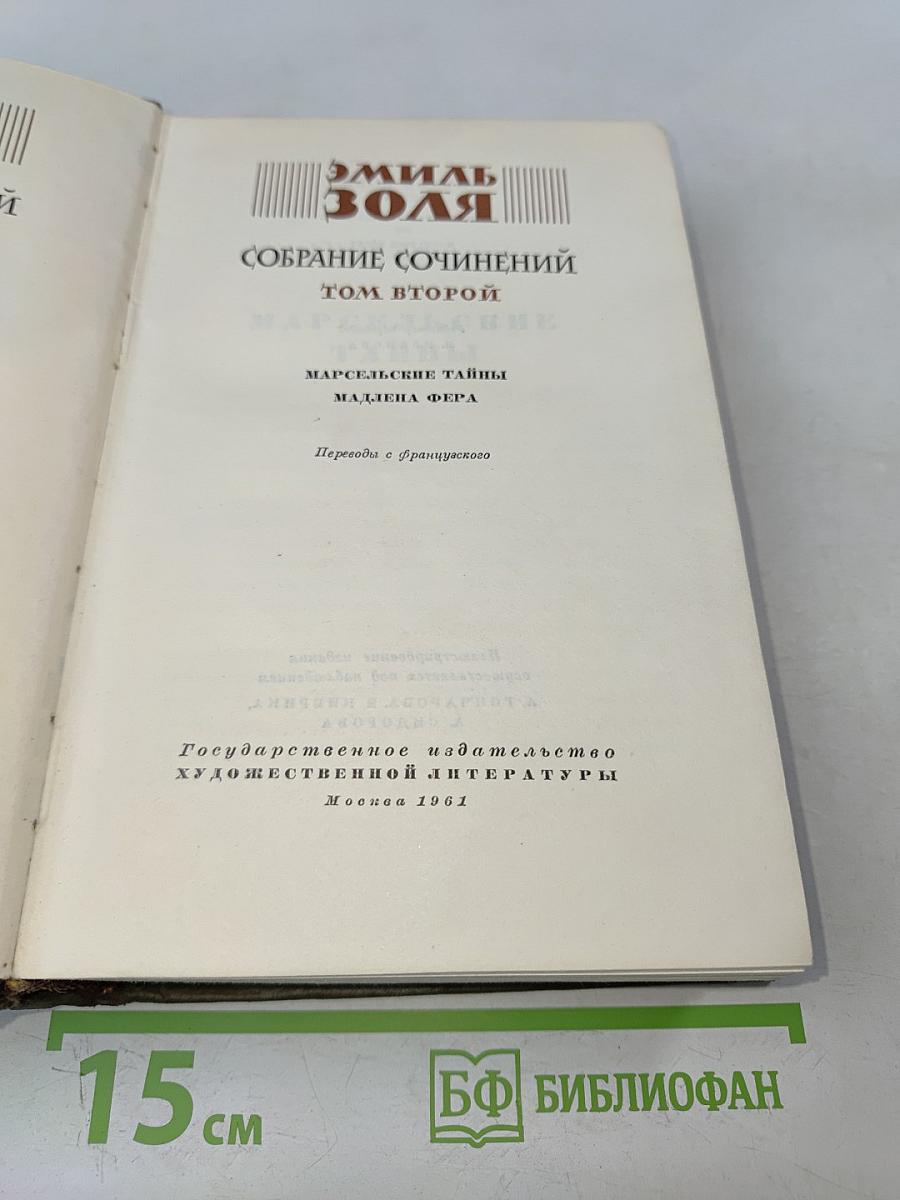 Й
ЭМИЛЬ
ЗОЛЯ
СОБРАНИЕ СОЧИНЕНИЙ
ТОМ ВТОРОЙ
МАРСЕЛЬСКИЕ ТАЙНЫ
МАДЛЕНА ФЕРА
Переводы с французского
Государственное издательство
ХУДОЖЕСТВЕННОЙ ЛИТЕРАТУРЫ
Москва 1961
15 см
БФ БИБЛИОФАН